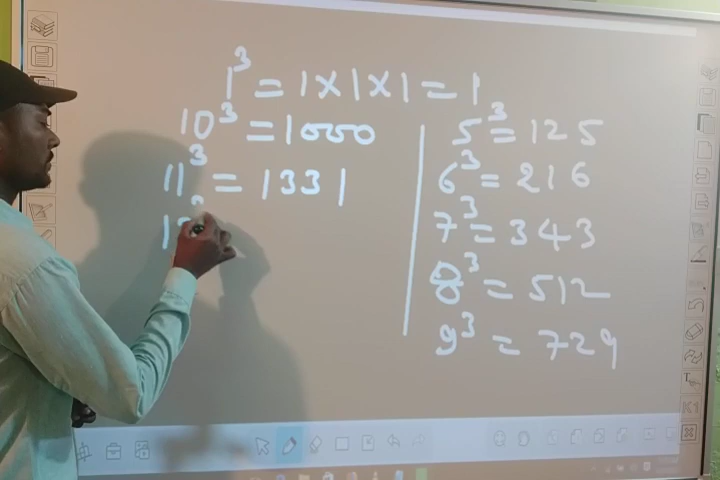 1³ = 1×1×1 = 1
10³ = 1000
11³ = 1331
5³ = 125
6³ = 216
7³ = 343
8³ = 512
9³ = 729